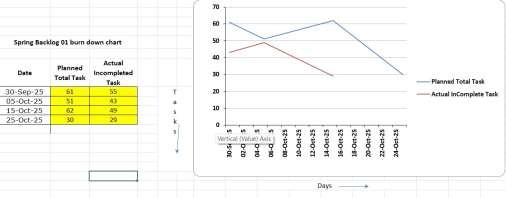 Spring Backlog 01 burn down chart
Date
Planned
Total Task
Actual
Incompleted
Task
30-Sep-25 61 55
05-Oct-25 51 43
15-Oct-25 62 49
25-Oct-25 30 29
T
a
s
k
s
70
60
50
40
30
20
10
0
Vertical (Value) Axis
08-Oct-25
10-Oct-25
12-Oct-25
14-Oct-25
16-Oct-25
18-Oct-25
20-Oct-25
22-Oct-25
24-Oct-25
Planned Total Task
Actual InComplete Task
Days